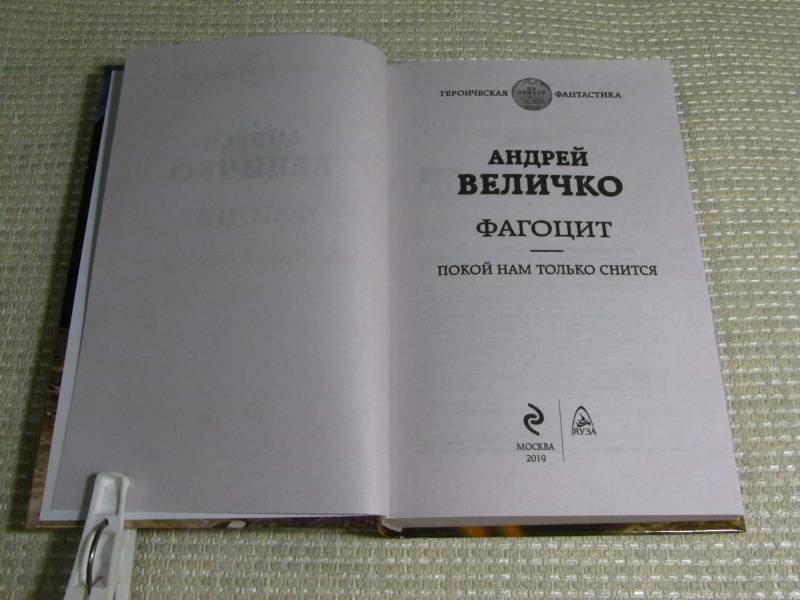 ГЕРОИЧЕСКАЯ ФАНТАСТИКА
АНДРЕЙ
ВЕЛИЧКО
ФАГОЦИТ
ПОКОЙ НАМ ТОЛЬКО СНИТСЯ
МОСКВА
2019
ЯУЗА